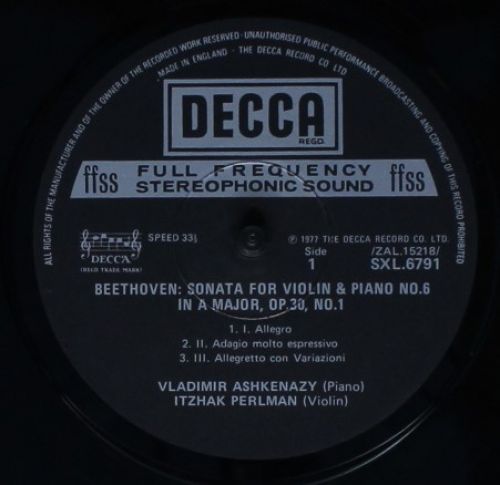 ALL RIGHTS OF THE MANUFACTURER AND OF THE OWNER OF THE RECORDED WORK RESERVED · UNAUTHORISED PUBLIC PERFORMANCE BROADCASTING AND COPYING OF THIS RECORD PROHIBITED
MADE IN ENGLAND · THE DECCA RECORD CO LTD
DECCA
REGD.
ffss FULL FREQUENCY STEREOPHONIC SOUND ffss
DECCA
(REGD TRADE MARK)
SPEED 33⅓
℗ 1977 THE DECCA RECORD CO. LTD.
Side 1
/ZAL.15218/
SXL.6791
BEETHOVEN: SONATA FOR VIOLIN & PIANO NO.6
IN A MAJOR, OP.30, NO.1
1. I. Allegro
2. II. Adagio molto espressivo
3. III. Allegretto con Variazioni
VLADIMIR ASHKENAZY (Piano)
ITZHAK PERLMAN (Violin)